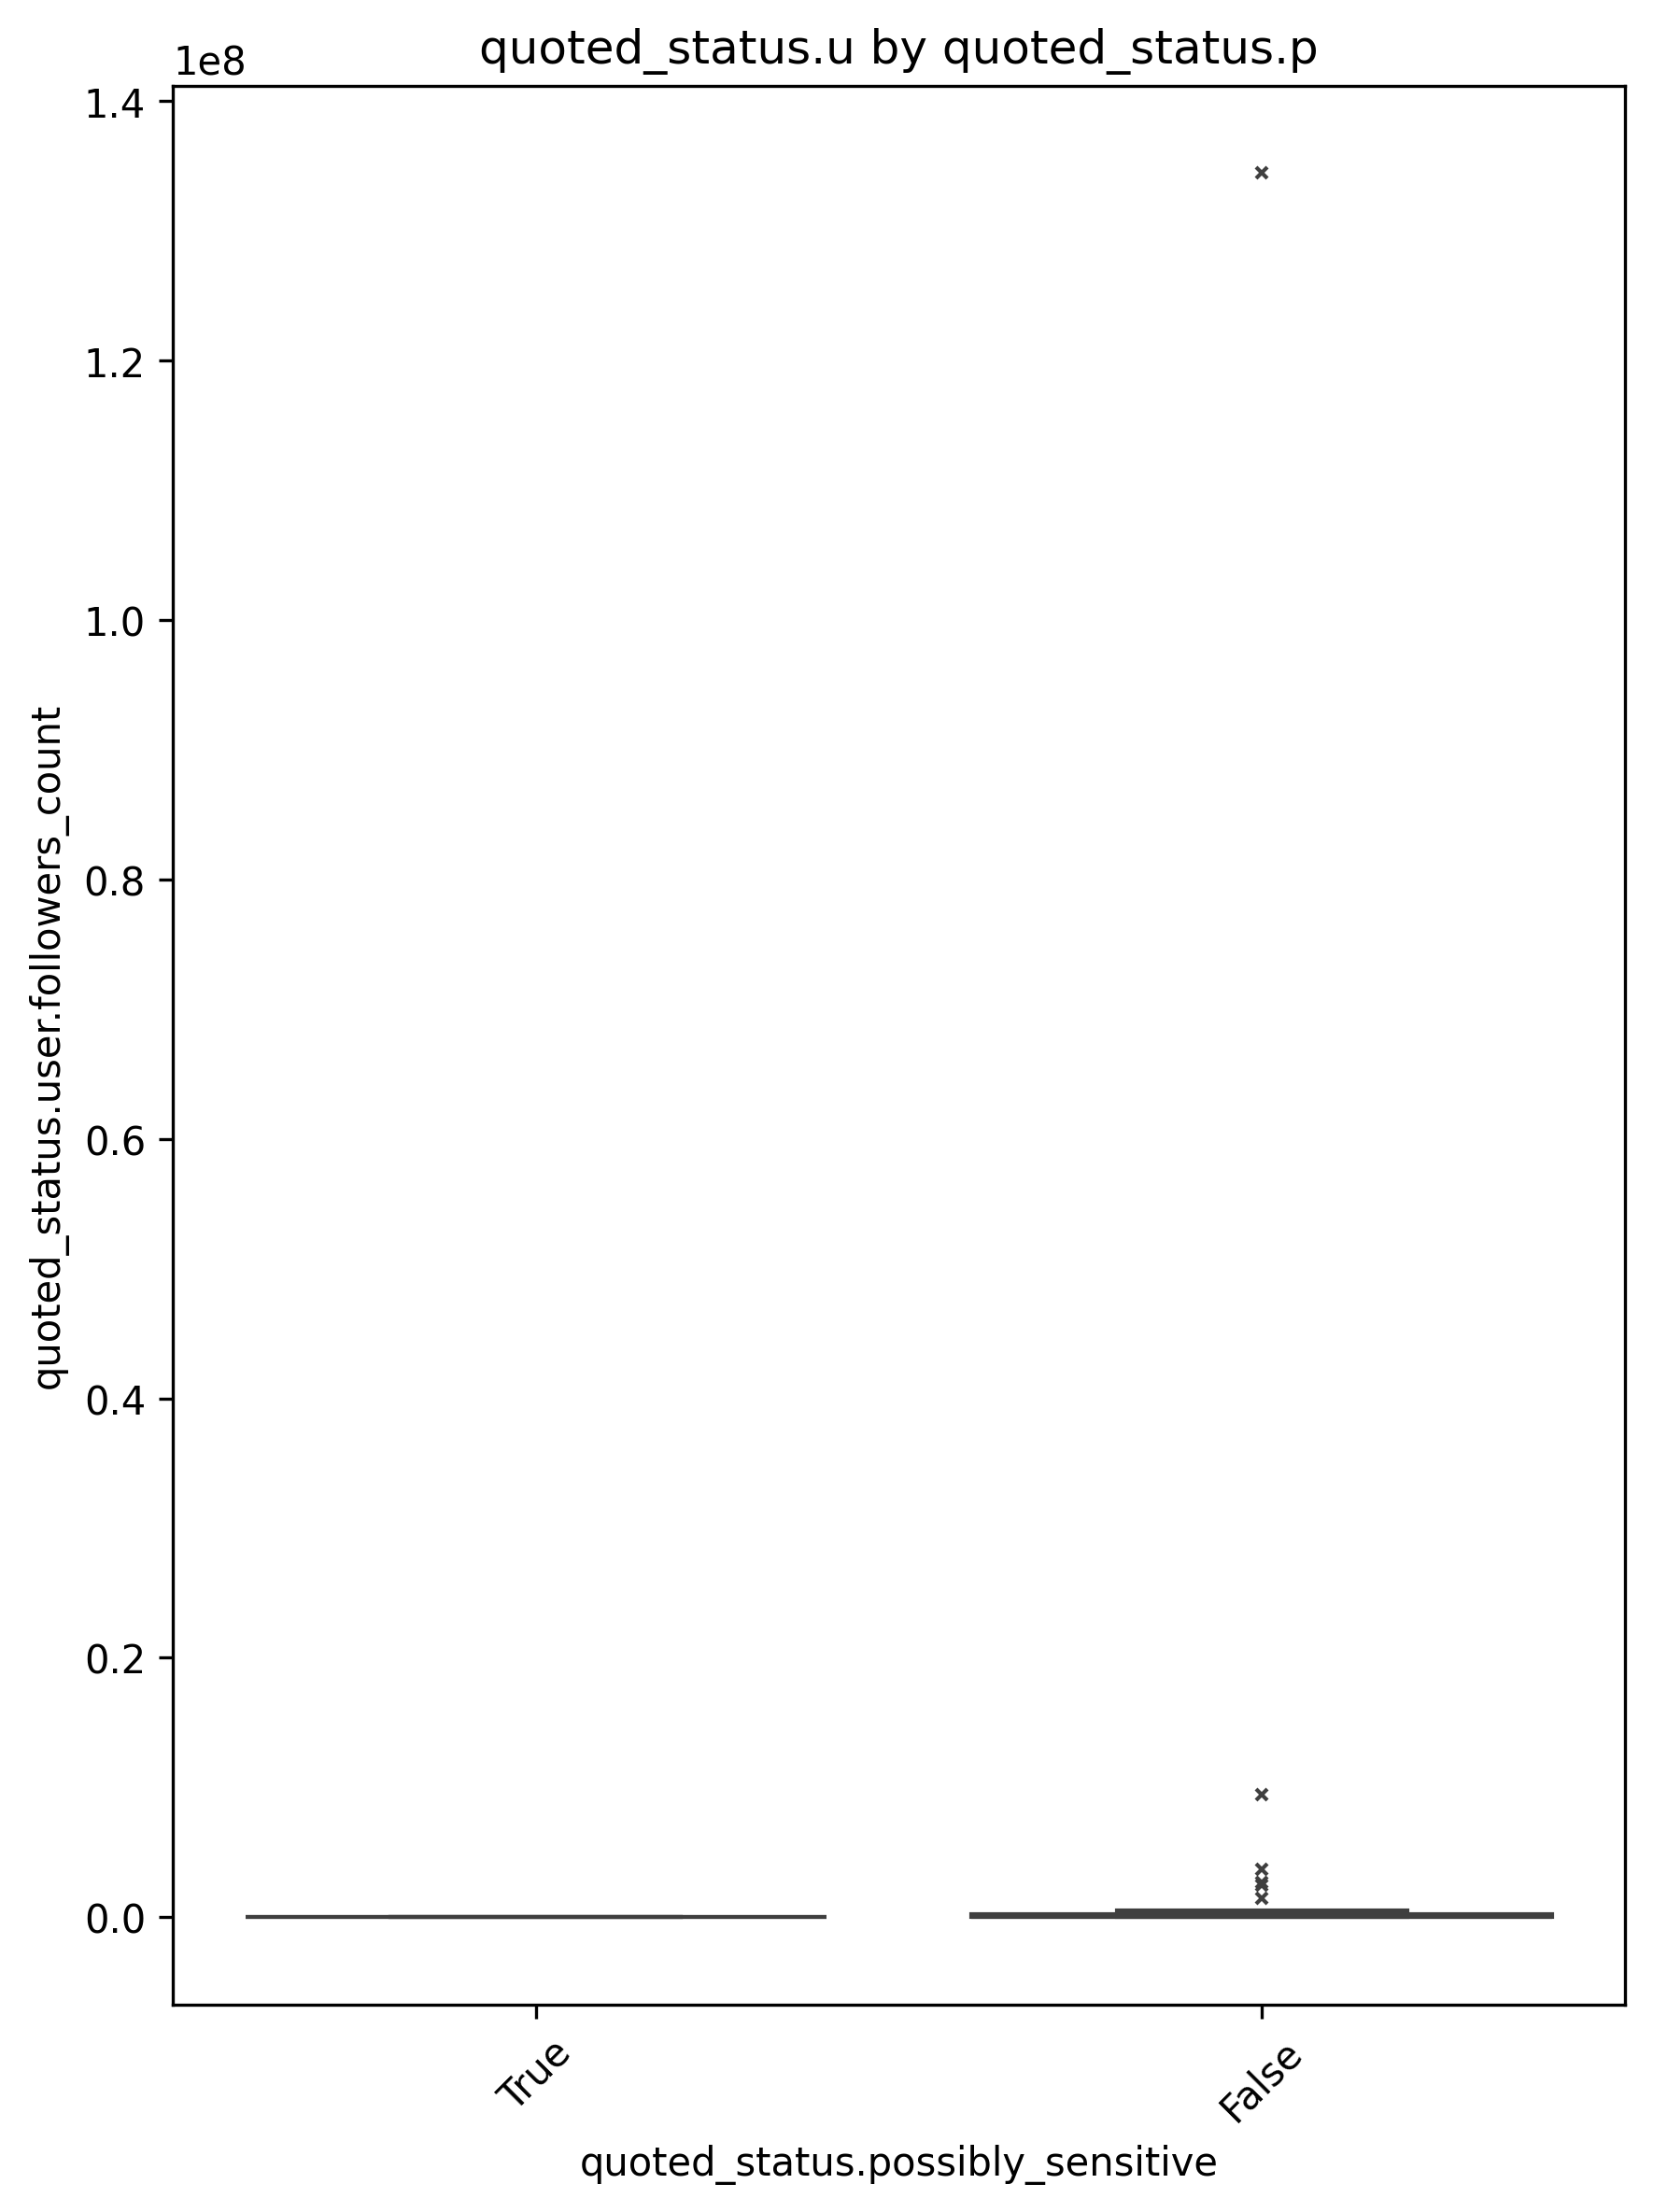 quoted_status.u by quoted_status.p
1e8
1.4
1.2
1.0
0.8
0.6
0.4
0.2
0.0
quoted_status.user.followers_count
True
False
quoted_status.possibly_sensitive